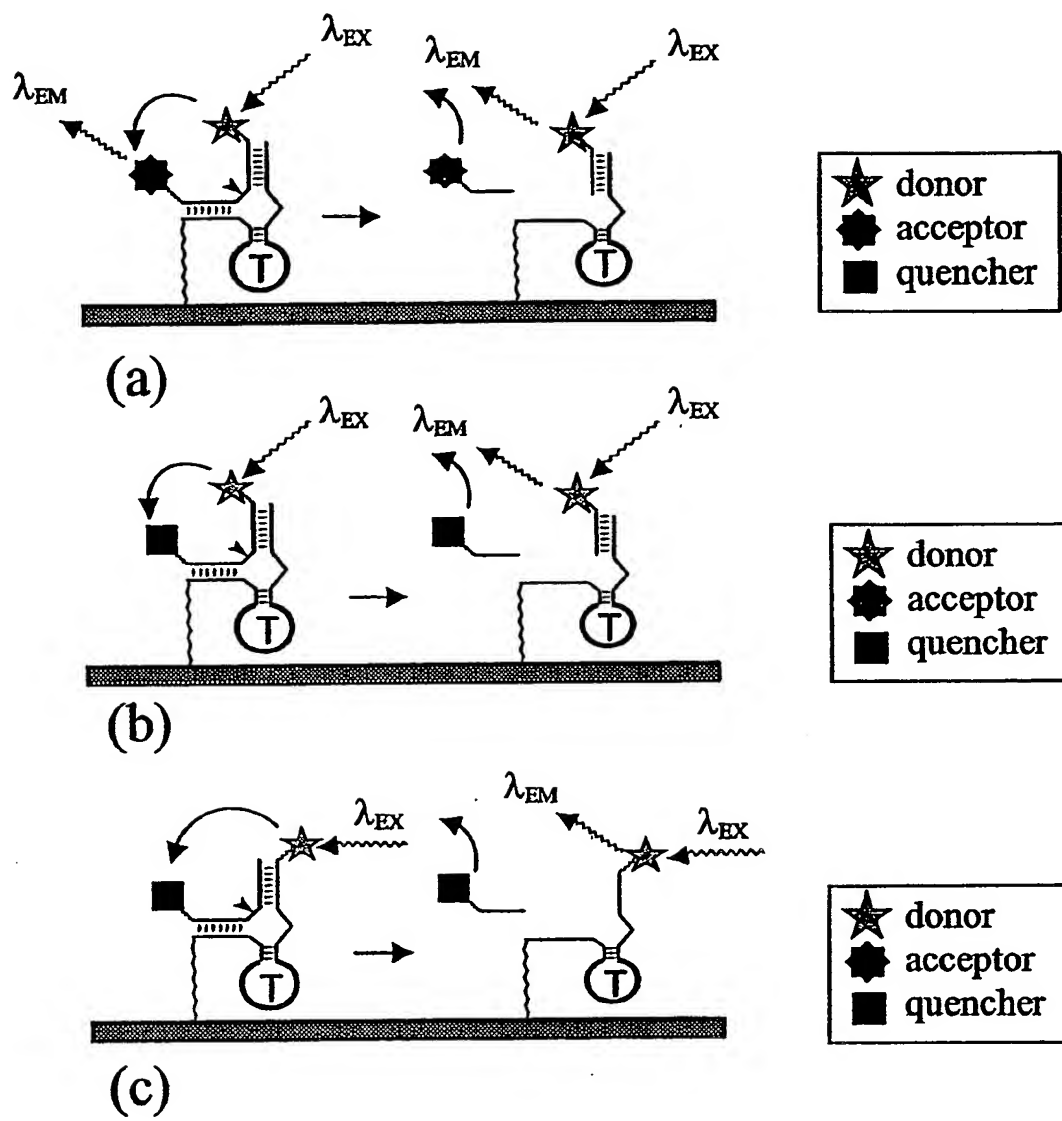 λEX
λEM
λEM
λEX
T
T
donor
acceptor
quencher
(a)
λEX
λEM
λEX
T
T
donor
acceptor
quencher
(b)
λEX
λEM
λEX
T
T
donor
acceptor
quencher
(c)